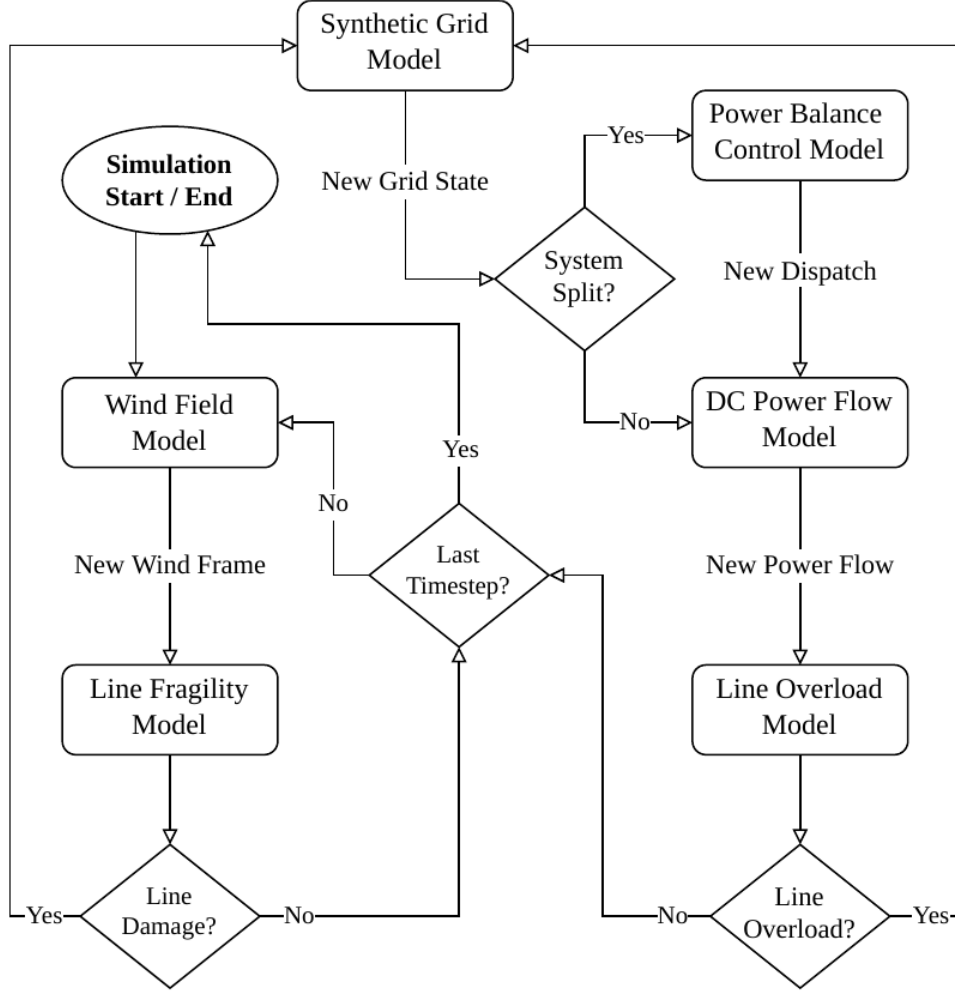 Synthetic Grid
Model
Power Balance
Control Model
Yes
Simulation
Start / End
New Grid State
System
Split?
New Dispatch
Wind Field
Model
DC Power Flow
Model
No
Yes
No
New Wind Frame
Last
Timestep?
New Power Flow
Line Fragility
Model
Line Overload
Model
Line
Damage?
Yes
No
Line
Overload?
No
Yes